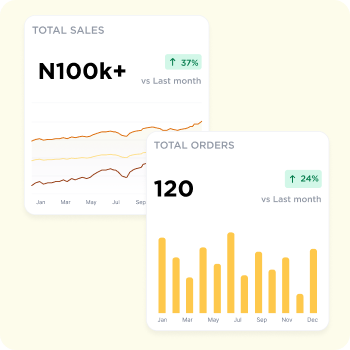 TOTAL SALES
N100k+
↑ 37%
vs Last month
Jan Mar May Jul Sep
TOTAL ORDERS
120
↑ 24%
vs Last month
Jan Mar May Jul Sep Dec